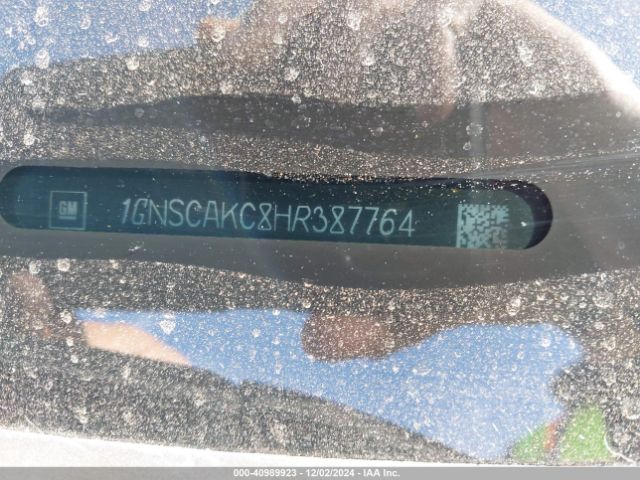 GM 1GNSCAKC8HR387764
000-40989923 - 12/02/2024 - IAA Inc.